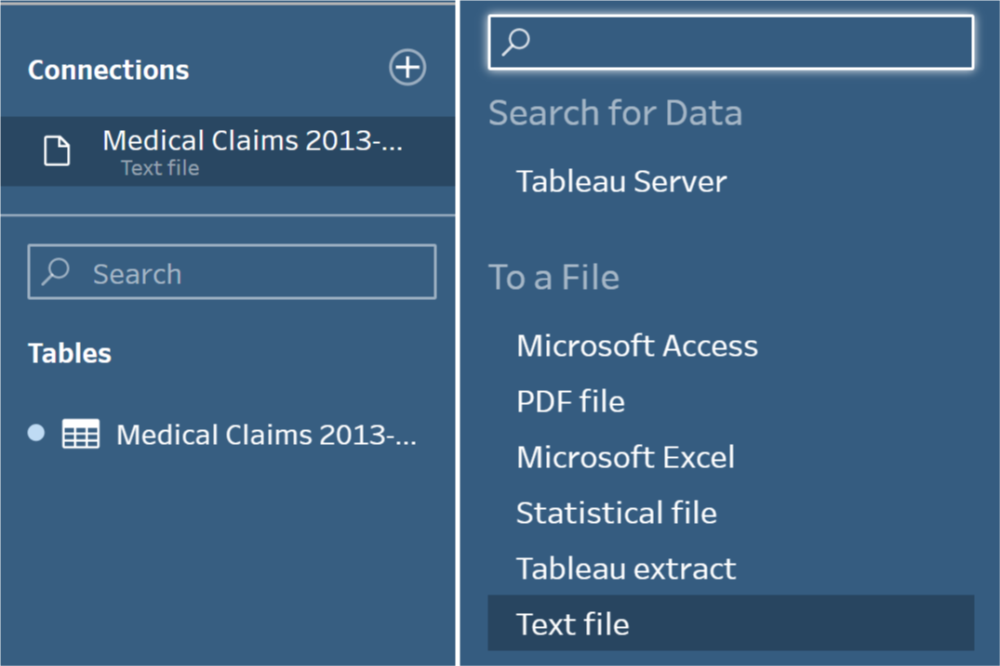 Connections
Medical Claims 2013-...
Text file
Search
Tables
Medical Claims 2013-...
Search for Data
Tableau Server
To a File
Microsoft Access
PDF file
Microsoft Excel
Statistical file
Tableau extract
Text file